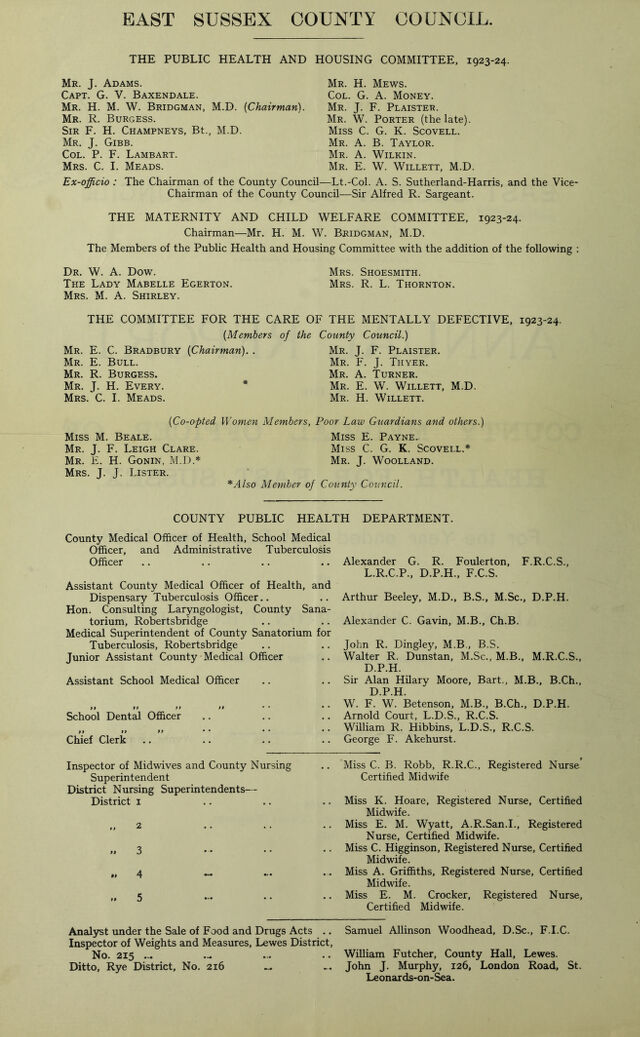 EAST SUSSEX COUNTY COUNCIL.
THE PUBLIC HEALTH AND HOUSING COMMITTEE, 1923-24.
Mr. J. Adams.
Capt. G. V. Baxendale.
Mr. H. M. W. Bridgman, M.D. (Chairman).
Mr. R. Burgess.
Sir F. H. Champneys, Bt., M.D.
Mr. J. Gibb.
Col. P. F. Lambart.
Mrs. C. I. Meads.
Mr. H. Mews.
Col. G. A. Money.
Mr. J. F. Plaister.
Mr. W. Porter (the late).
Miss C. G. K. Scovell.
Mr. A. B. Taylor.
Mr. A. Wilkin.
Mr. E. W. Willett, M.D.
Ex-officio : The Chairman of the County Council—Lt.-Col. A. S. Sutherland-Harris, and the Vice-
Chairman of the County Council—Sir Alfred R. Sargeant.
THE MATERNITY AND CHILD WELFARE COMMITTEE, 1923-24.
Chairman—Mr. H. M. W. Bridgman, M.D.
The Members of the Public Health and Housing Committee with the addition of the following :
Dr. W. A. Dow.
The Lady Mabelle Egerton.
Mrs. M. A. Shirley.
Mrs. Shoesmith.
Mrs. R. L. Thornton.
THE COMMITTEE FOR THE CARE OF THE MENTALLY DEFECTIVE, 1923-24.
(Members of the County Council.)
Mr. E. C. Bradbury (Chairman). .
Mr. E. Bull.
Mr. R. Burgess.
Mr. J. H. Every. *
Mrs. C. I. Meads.
Mr. J. F. Plaister.
Mr. F. J. Thyer.
Mr. A. Turner.
Mr. E. W. Willett, M.D.
Mr. H. Willett.
(Co-opted Women Members, Poor Law Guardians and others.)
Miss M. Beale.
Mr. J. F. Leigh Clare.
Mr. E. H. Gonin, M.D.*
Mrs. J. J. Lister.
Miss E. Payne.
Miss C. G. K. Scovell.*
Mr. J. Woolland.
*Also Member of County Council.
COUNTY PUBLIC HEALTH DEPARTMENT.
County Medical Officer of Health, School Medical
Officer, and Administrative Tuberculosis
Officer .. .. .. .. Alexander G. R. Foulerton, F.R.C.S.,
L.R.C.P., D.P.H., F.C.S.
Assistant County Medical Officer of Health, and
Dispensary Tuberculosis Officer.. .. Arthur Beeley, M.D., B.S., M.Sc., D.P.H.
Hon. Consulting Laryngologist, County Sana-
torium, Robertsbridge .. .. Alexander C. Gavin, M.B., Ch.B.
Medical Superintendent of County Sanatorium for
Tuberculosis, Robertsbridge .. .. John R. Dingley, M.B., B.S.
Junior Assistant County Medical Officer .. Walter R. Dunstan, M.Sc., M.B., M.R.C.S.,
D.P.H.
Assistant School Medical Officer .. .. Sir Alan Hilary Moore, Bart., M.B., B.Ch.,
D.P.H.
„ „ „ „ .. .. W. F. W. Betenson, M.B., B.Ch., D.P.H.
School Dental Officer .. .. .. Arnold Court, L.D.S., R.C.S.
„ „ „ .. .. .. William R. Hibbins, L.D.S., R.C.S.
Chief Clerk .. .. .. .. George F. Akehurst.
Inspector of Midwives and County Nursing .. Miss C. B. Robb, R.R.C., Registered Nurse
Superintendent Certified Midwife
District Nursing Superintendents—
District 1 .. .. .. Miss K. Hoare, Registered Nurse, Certified
Midwife.
„ 2 .. .. .. Miss E. M. Wyatt, A.R.San.I., Registered
Nurse, Certified Midwife.
„ 3 .. .. .. Miss C. Higginson, Registered Nurse, Certified
Midwife.
„ 4 .. .. .. Miss A. Griffiths, Registered Nurse, Certified
Midwife.
„ 5 .. .. .. Miss E. M. Crocker, Registered Nurse,
Certified Midwife.
Analyst under the Sale of Food and Drugs Acts .. Samuel Allinson Woodhead, D.Sc., F.I.C.
Inspector of Weights and Measures, Lewes District,
No. 215 .. .. .. .. William Futcher, County Hall, Lewes.
Ditto, Rye District, No. 216 .. .. John J. Murphy, 126, London Road, St.
Leonards-on-Sea.